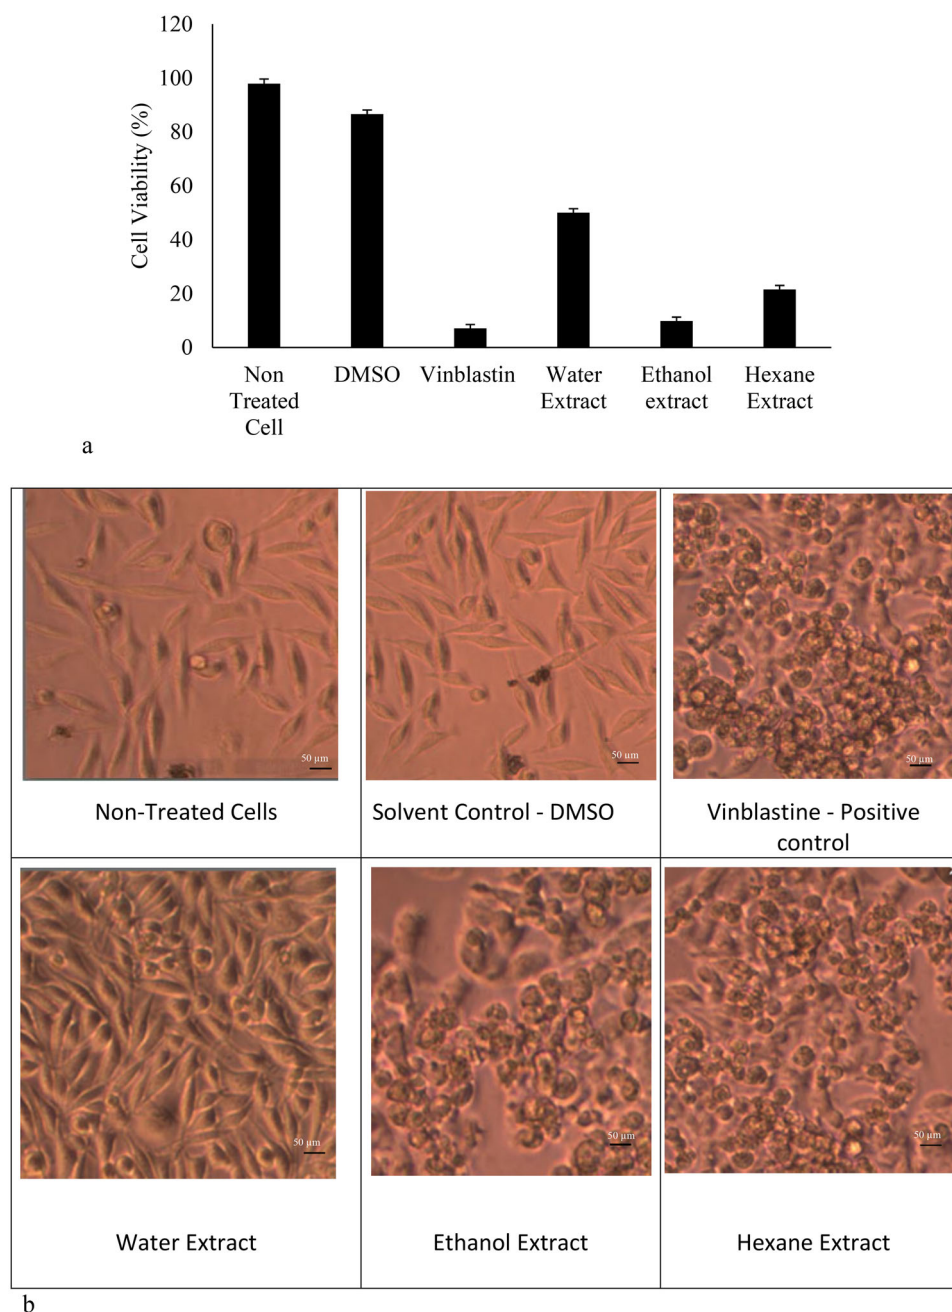 120
100
80
60
40
20
0
Cell Viability (%)
Non
Treated
Cell
DMSO
Vinblastin
Water
Extract
Ethanol
extract
Hexane
Extract
a
50 µm
50 µm
50 µm
Non-Treated Cells
Solvent Control - DMSO
Vinblastine - Positive
control
50 µm
50 µm
50 µm
Water Extract
Ethanol Extract
Hexane Extract
b